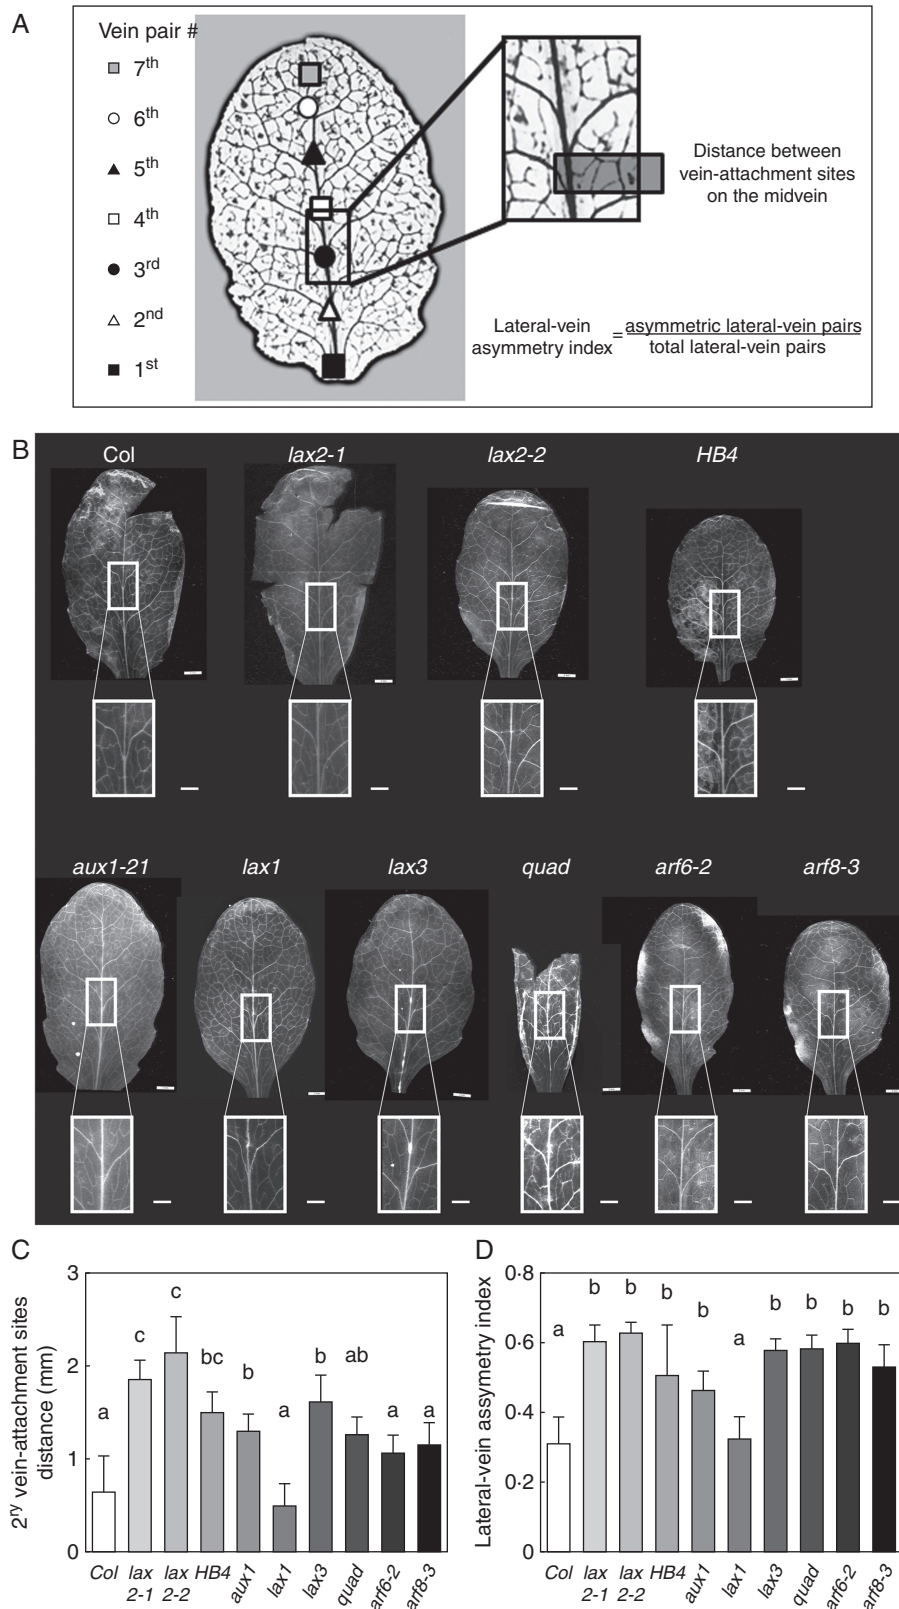 A
Vein pair #
7th
6th
5th
4th
3rd
2nd
1st
Distance between
vein-attachment sites
on the midvein
Lateral-vein
asymmetry index
=
asymmetric lateral-vein pairs
total lateral-vein pairs
B
Col
lax2-1
lax2-2
HB4
aux1-21
lax1
lax3
quad
arf6-2
arf8-3
C
2ry vein-attachment sites
distance (mm)
3
2
1
0
a
c
c
bc
b
a
b
ab
a
a
Col
lax
2-1
lax
2-2
HB4
aux1
lax1
lax3
quad
arf6-2
arf8-3
D
Lateral-vein assymetry index
0·8
0·6
0·4
0·2
0
a
b
b
b
b
a
b
b
b
b
Col
lax
2-1
lax
2-2
HB4
aux1
lax1
lax3
quad
arf6-2
arf8-3